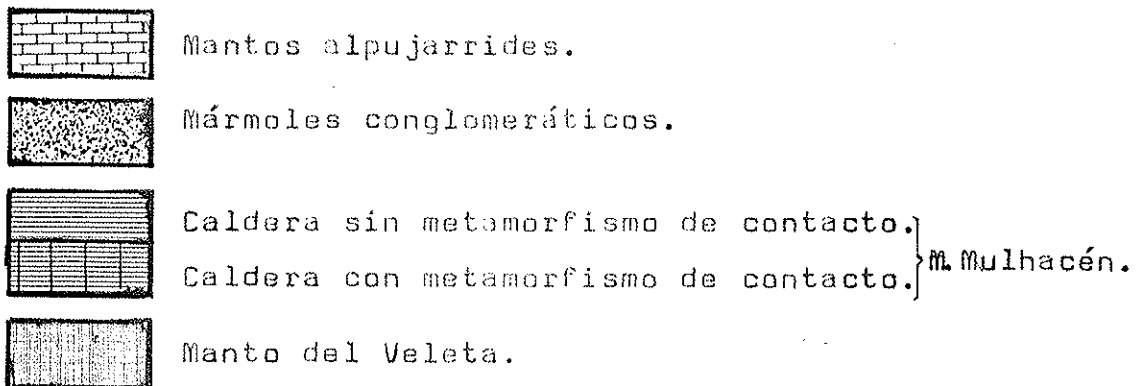 Mantos alpujarrides.
Mármoles conglomeráticos.
Caldera sin metamorfismo de contacto.
Caldera con metamorfismo de contacto.
M. Mulhacén.
Manto del Veleta.